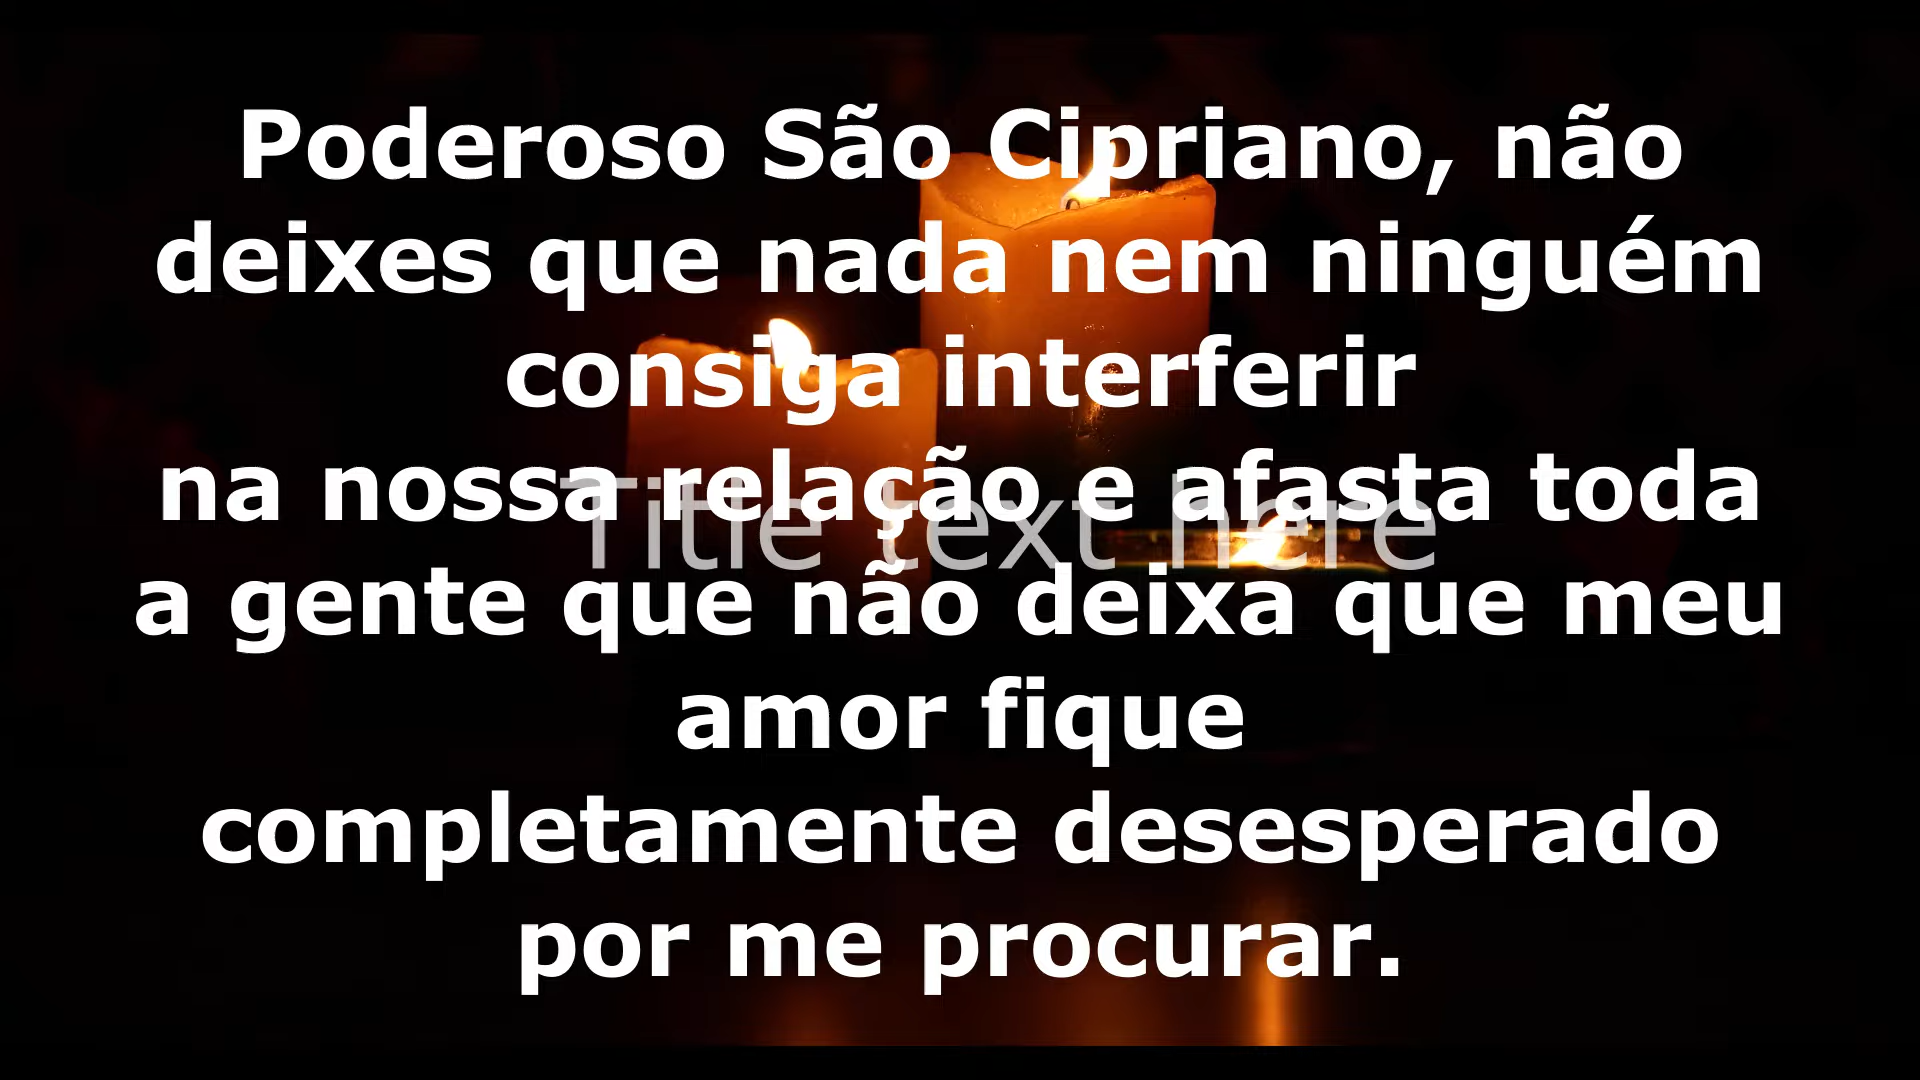 Poderoso São Cipriano, não
deixes que nada nem ninguém
consiga interferir
na nossa relação e afasta toda
Title text here
a gente que não deixa que meu
amor fique
completamente desesperado
por me procurar.